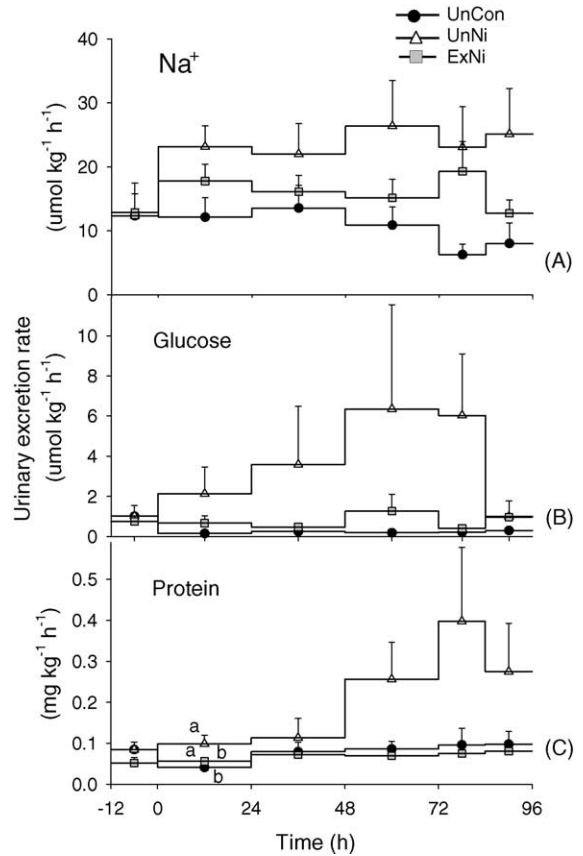 UnCon
UnNi
ExNi
Na⁺
40
30
20
10
0
(umol kg⁻¹ h⁻¹)
(A)
Glucose
10
8
6
4
2
0
Urinary excretion rate
(umol kg⁻¹ h⁻¹)
(B)
Protein
0.5
0.4
0.3
0.2
0.1
0.0
(mg kg⁻¹ h⁻¹)
a
a b
b
(C)
-12 0 24 48 72 96
Time (h)